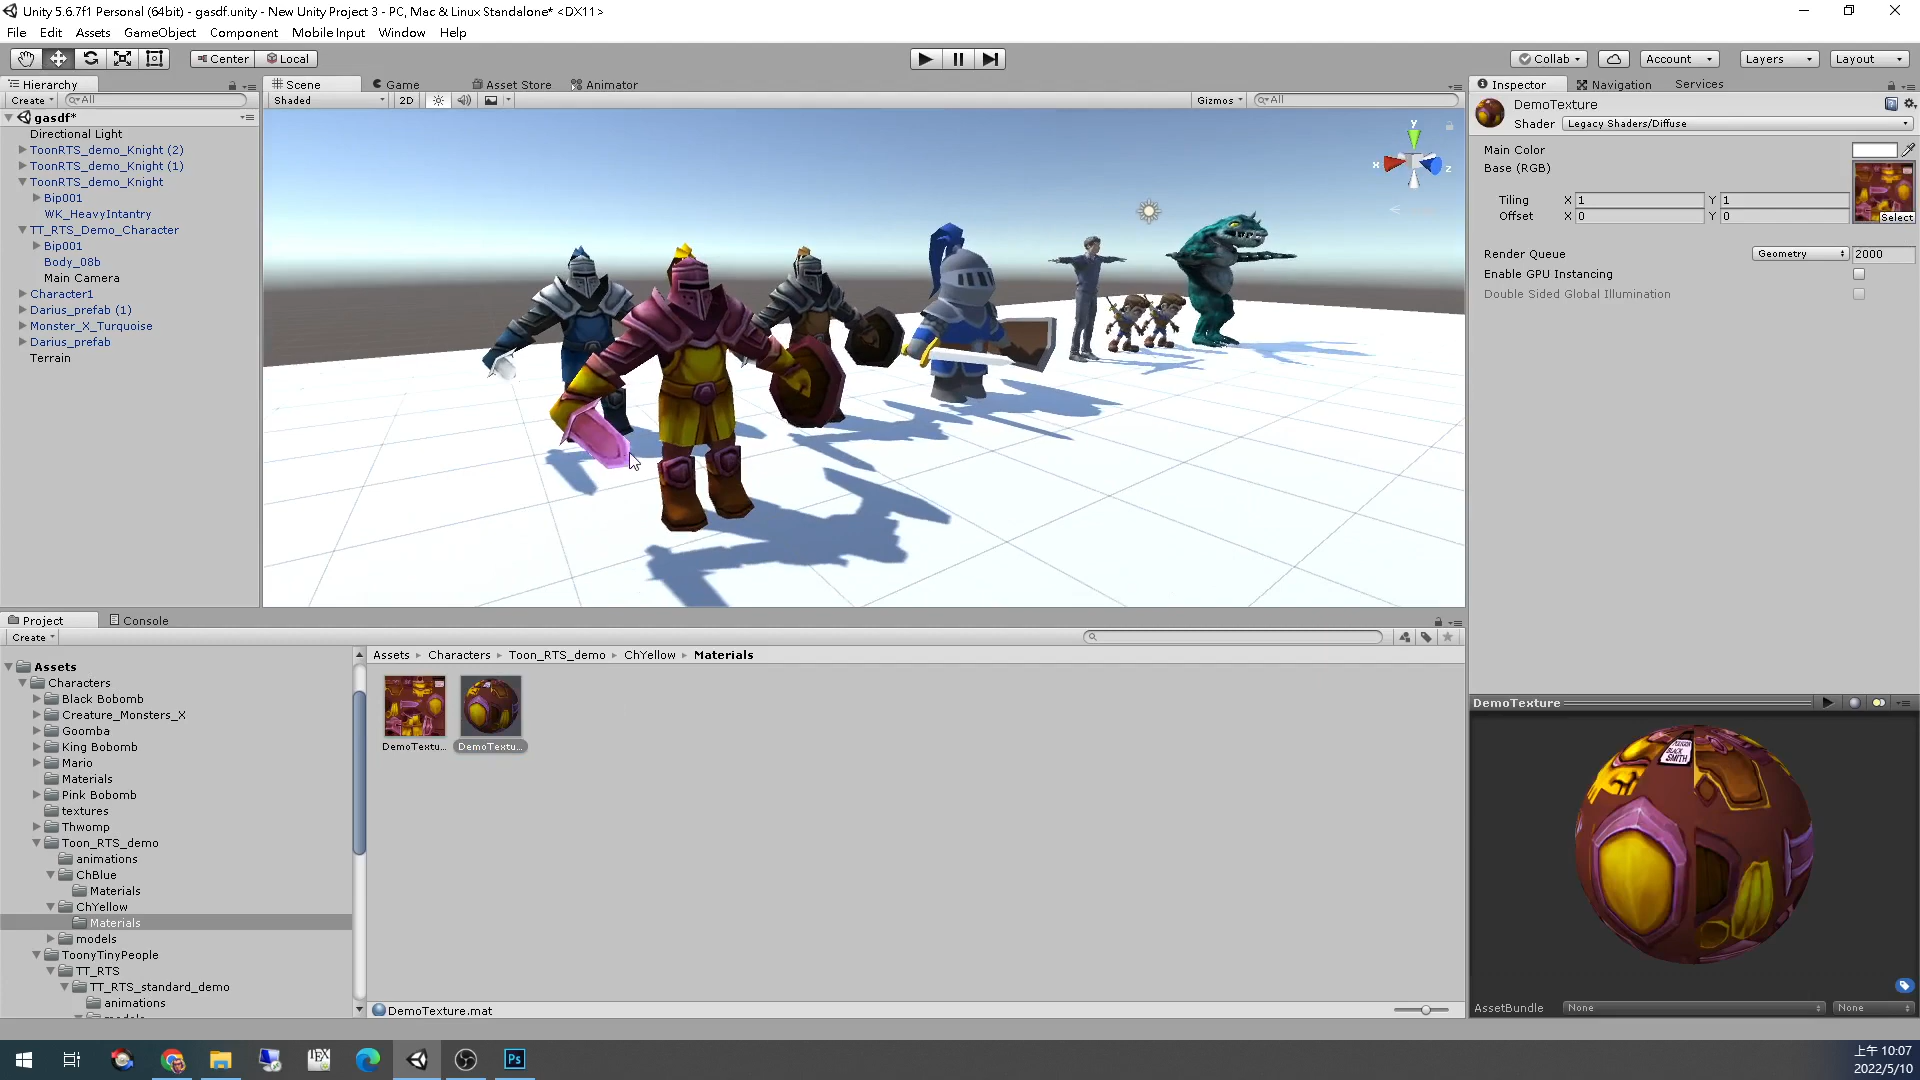 Unity 5.6.7f1 Personal (64bit) - gasdf.unity - New Unity Project 3 - PC, Mac & Linux Standalone* <DX11>
File Edit Assets GameObject Component Mobile Input Window Help
Center Local Collab Account Layers Layout
Hierarchy Scene Game Asset Store Animator Inspector Navigation Services
Create All Shaded 2D Gizmos All
gasdf*
Directional Light
ToonRTS_demo_Knight (2)
ToonRTS_demo_Knight (1)
ToonRTS_demo_Knight
Bip001
WK_HeavyIntantry
TT_RTS_Demo_Character
Bip001
Body_08b
Main Camera
Character1
Darius_prefab (1)
Monster_X_Turquoise
Darius_prefab
Terrain
y
x
z
DemoTexture
Shader Legacy Shaders/Diffuse
Main Color
Base (RGB)
Tiling X 1 Y 1
Offset X 0 Y 0
Select
Render Queue Geometry 2000
Enable GPU Instancing
Double Sided Global Illumination
Project Console
Create
Assets
Characters
Black Bobomb
Creature_Monsters_X
Goomba
King Bobomb
Mario
Materials
Pink Bobomb
textures
Thwomp
Toon_RTS_demo
animations
ChBlue
Materials
ChYellow
Materials
models
ToonyTinyPeople
TT_RTS
TT_RTS_standard_demo
animations
models
Assets Characters Toon_RTS_demo ChYellow Materials
DemoTextu... DemoTextu...
DemoTexture.mat
DemoTexture
BLACK
SMITH
AssetBundle None None
TEX
Ps
上午 10:07
2022/5/10